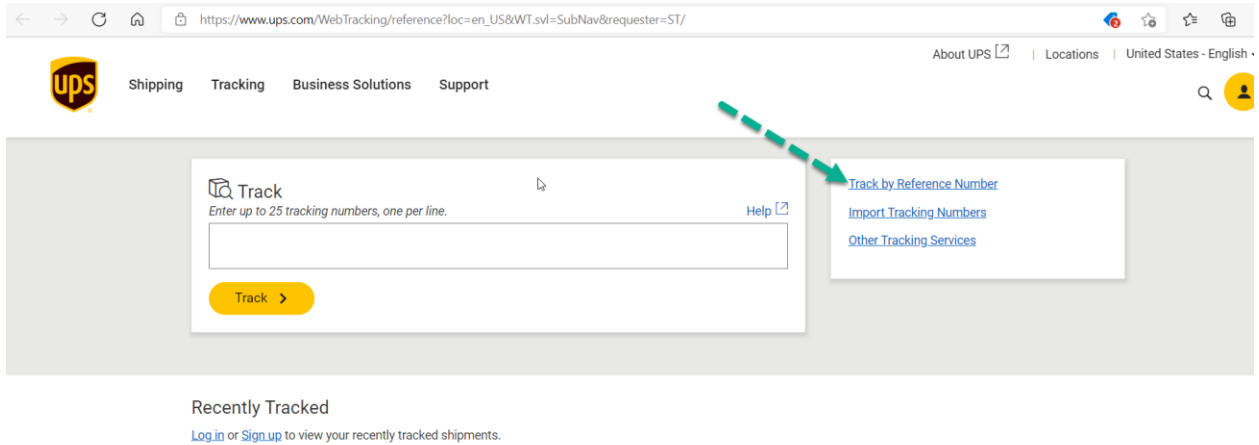 https://www.ups.com/WebTracking/reference?loc=en_US&WT.svl=SubNav&requester=ST/
2
About UPS | Locations | United States - English
ups
Shipping Tracking Business Solutions Support
Track
Enter up to 25 tracking numbers, one per line.
Help
Track
Track by Reference Number
Import Tracking Numbers
Other Tracking Services
Recently Tracked
Log in or Sign up to view your recently tracked shipments.